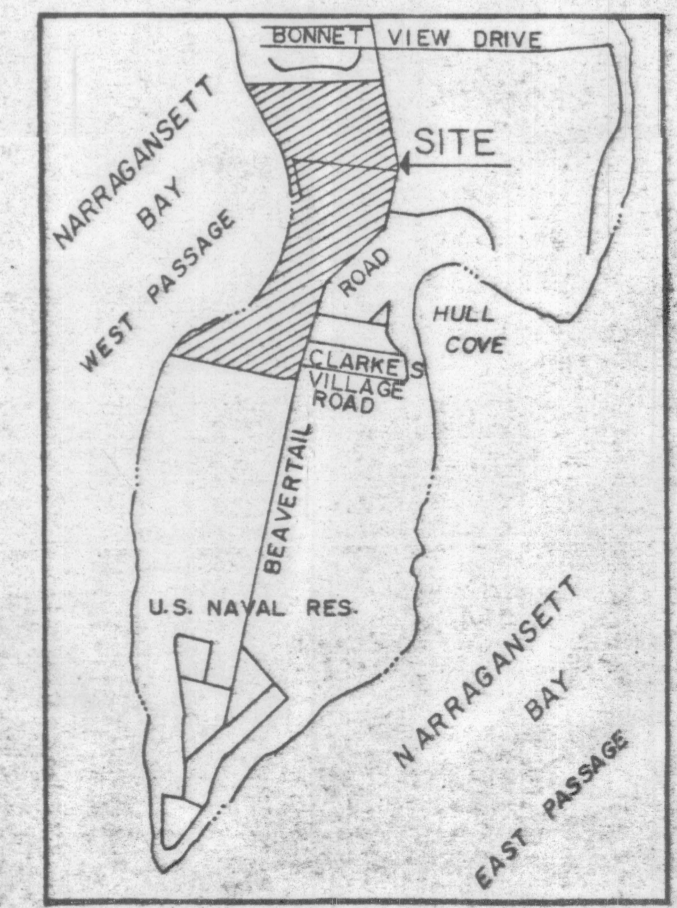 BONNET VIEW DRIVE
SITE
NARRAGANSETT
BAY
WEST PASSAGE
ROAD
HULL
COVE
CLARKE S
VILLAGE
ROAD
BEAVERTAIL
U.S. NAVAL RES.
NARRAGANSETT
BAY
EAST PASSAGE